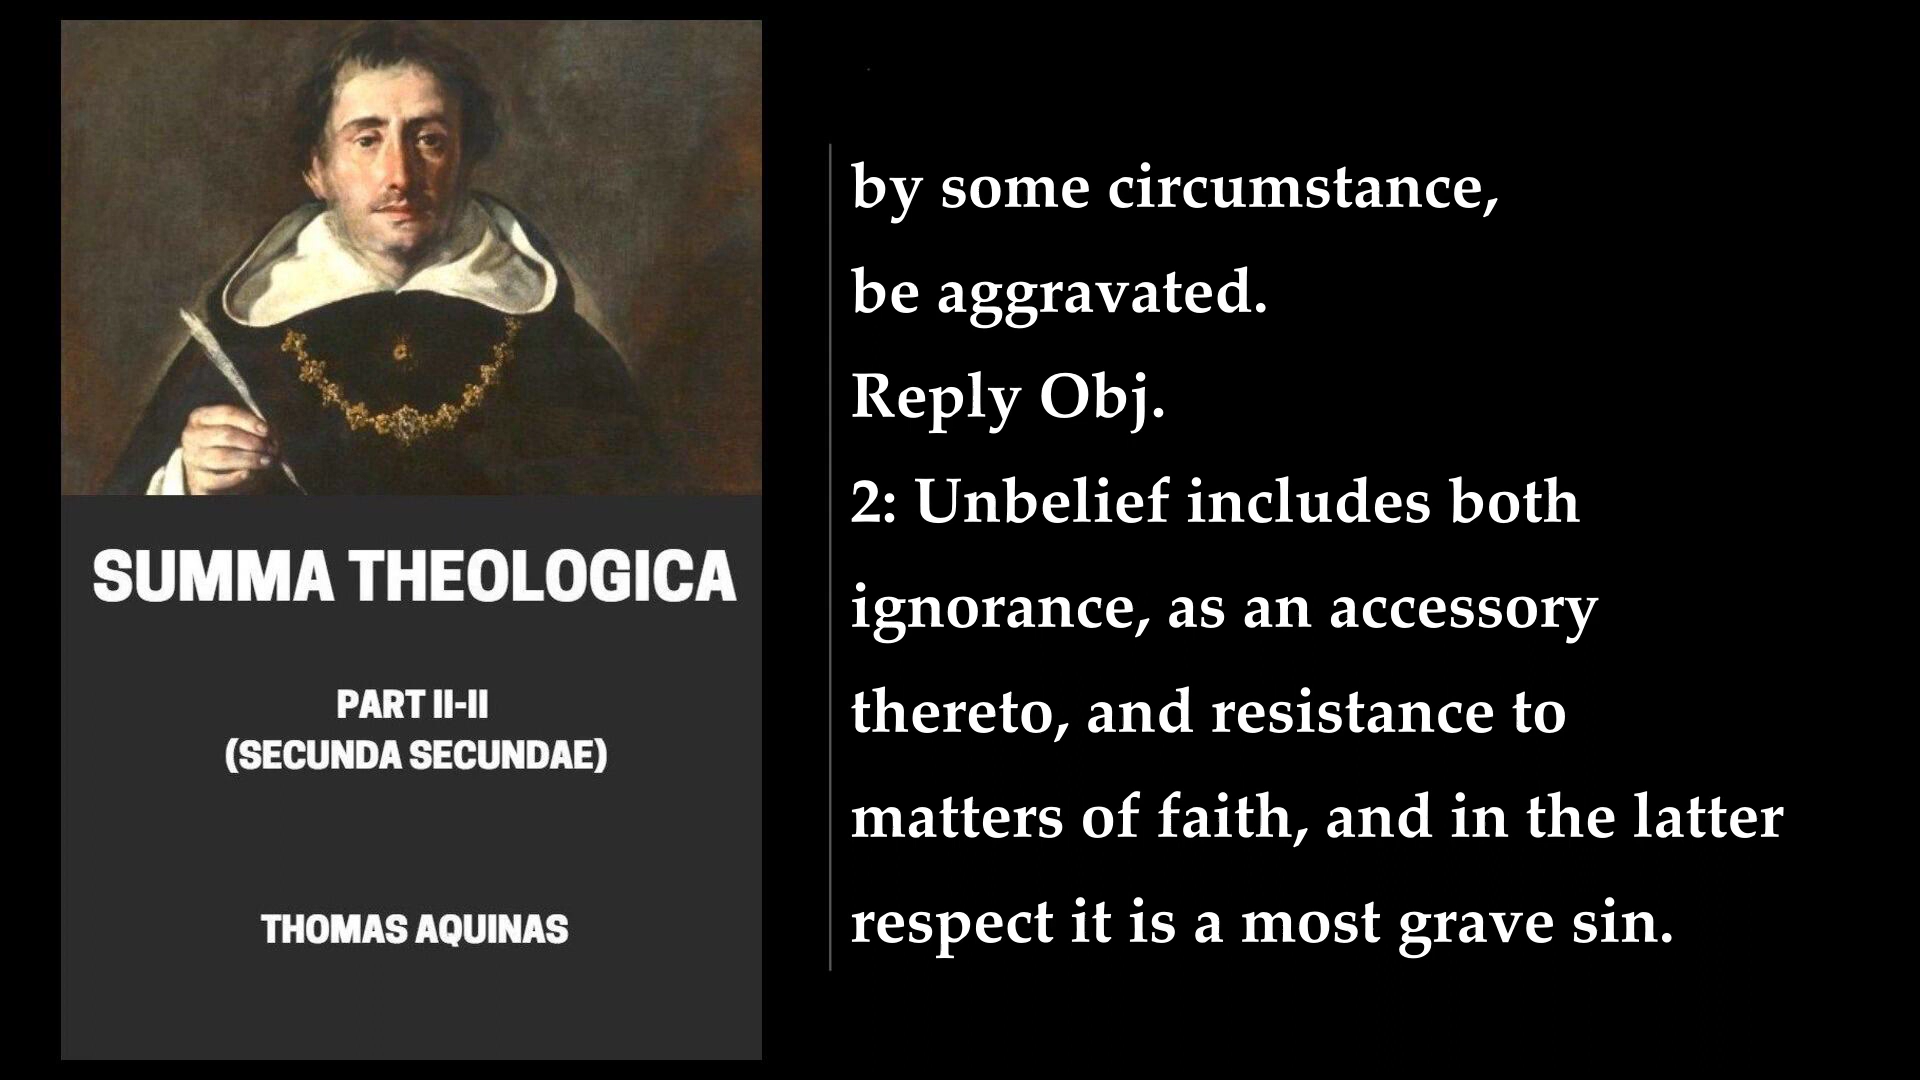 SUMMA THEOLOGICA
PART II-II
(SECUNDA SECUNDAE)
THOMAS AQUINAS
by some circumstance,
be aggravated.
Reply Obj.
2: Unbelief includes both
ignorance, as an accessory
thereto, and resistance to
matters of faith, and in the latter
respect it is a most grave sin.